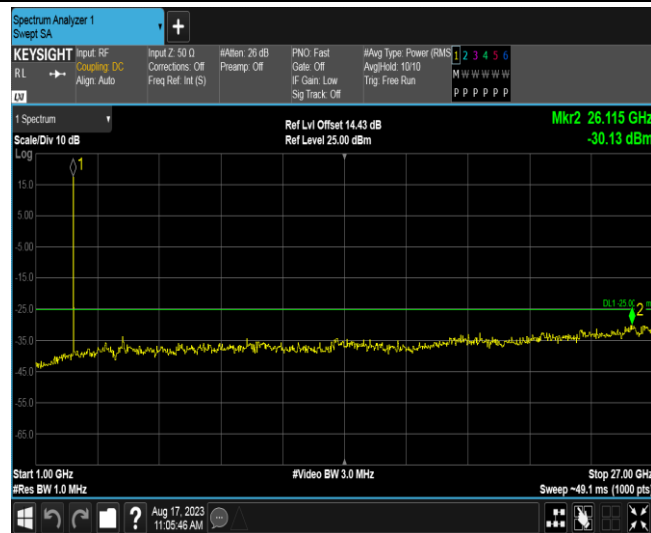 Spectrum Analyzer 1
Swept SA
+
KEYSIGHT Input: RF Input Z: 50 Ω #Atten: 26 dB PNO: Fast #Avg Type: Power (RMS 1 2 3 4 5 6
R L Coupling: DC Corrections: Off Preamp: Off Gate: Off Avg|Hold: 10/10 M W W W W W
Align: Auto Freq Ref: Int (S) IF Gain: Low Trig: Free Run
Sig Track: Off P P P P P P
LXI
1 Spectrum Ref Lvl Offset 14.43 dB Mkr2 26.115 GHz
Scale/Div 10 dB Ref Level 25.00 dBm -30.13 dBm
Log
1
15.0
5.00
-5.00
-15.0
-25.0 DL1 -25.00 m
2
-35.0
-45.0
-55.0
-65.0
Start 1.00 GHz #Video BW 3.0 MHz Stop 27.00 GHz
#Res BW 1.0 MHz Sweep ~49.1 ms (1000 pts)
? Aug 17, 2023
11:05:46 AM